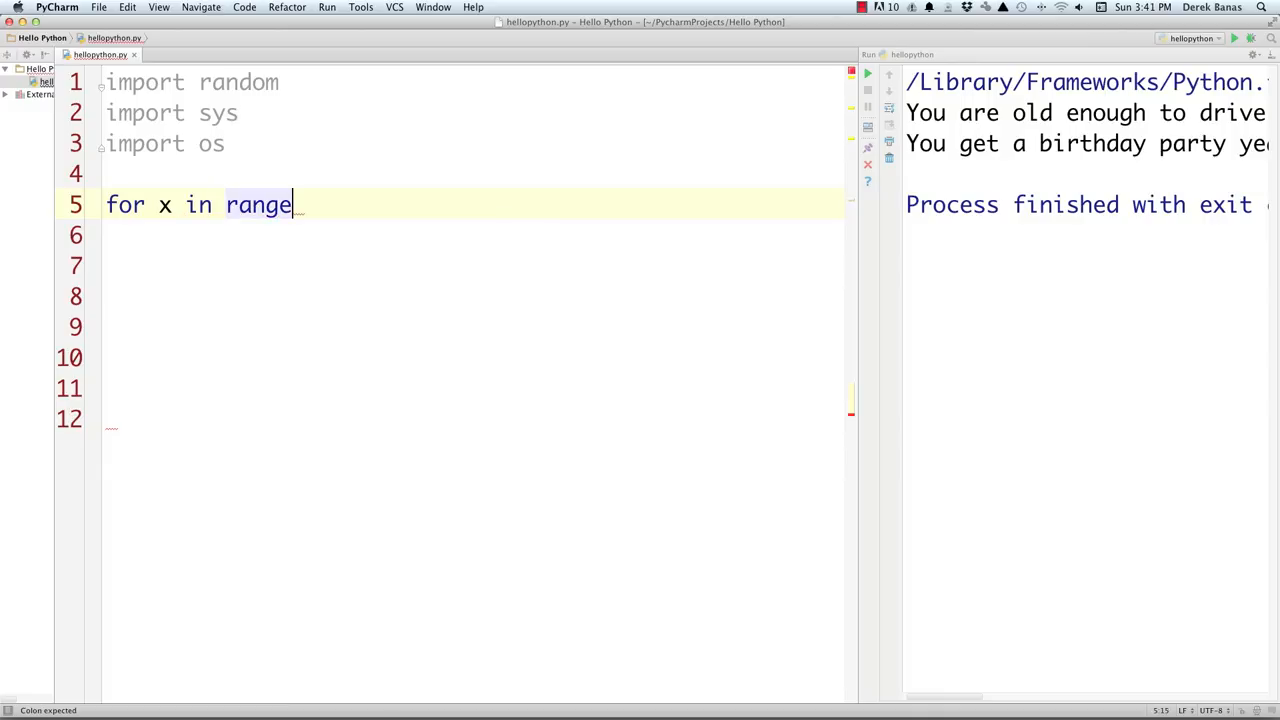 PyCharm File Edit View Navigate Code Refactor Run Tools VCS Window Help 10 Sun 3:41 PM Derek Banas
hellopython.py – Hello Python – [~/PycharmProjects/Hello Python]
Hello Python hellopython.py hellopython
hellopython.py Run hellopython
Hello P
hell
Externa
1 import random
2 import sys
3 import os
4
5 for x in range
6
7
8
9
10
11
12
/Library/Frameworks/Python.
You are old enough to drive
You get a birthday party ye
Process finished with exit
Colon expected 5:15 LF UTF-8